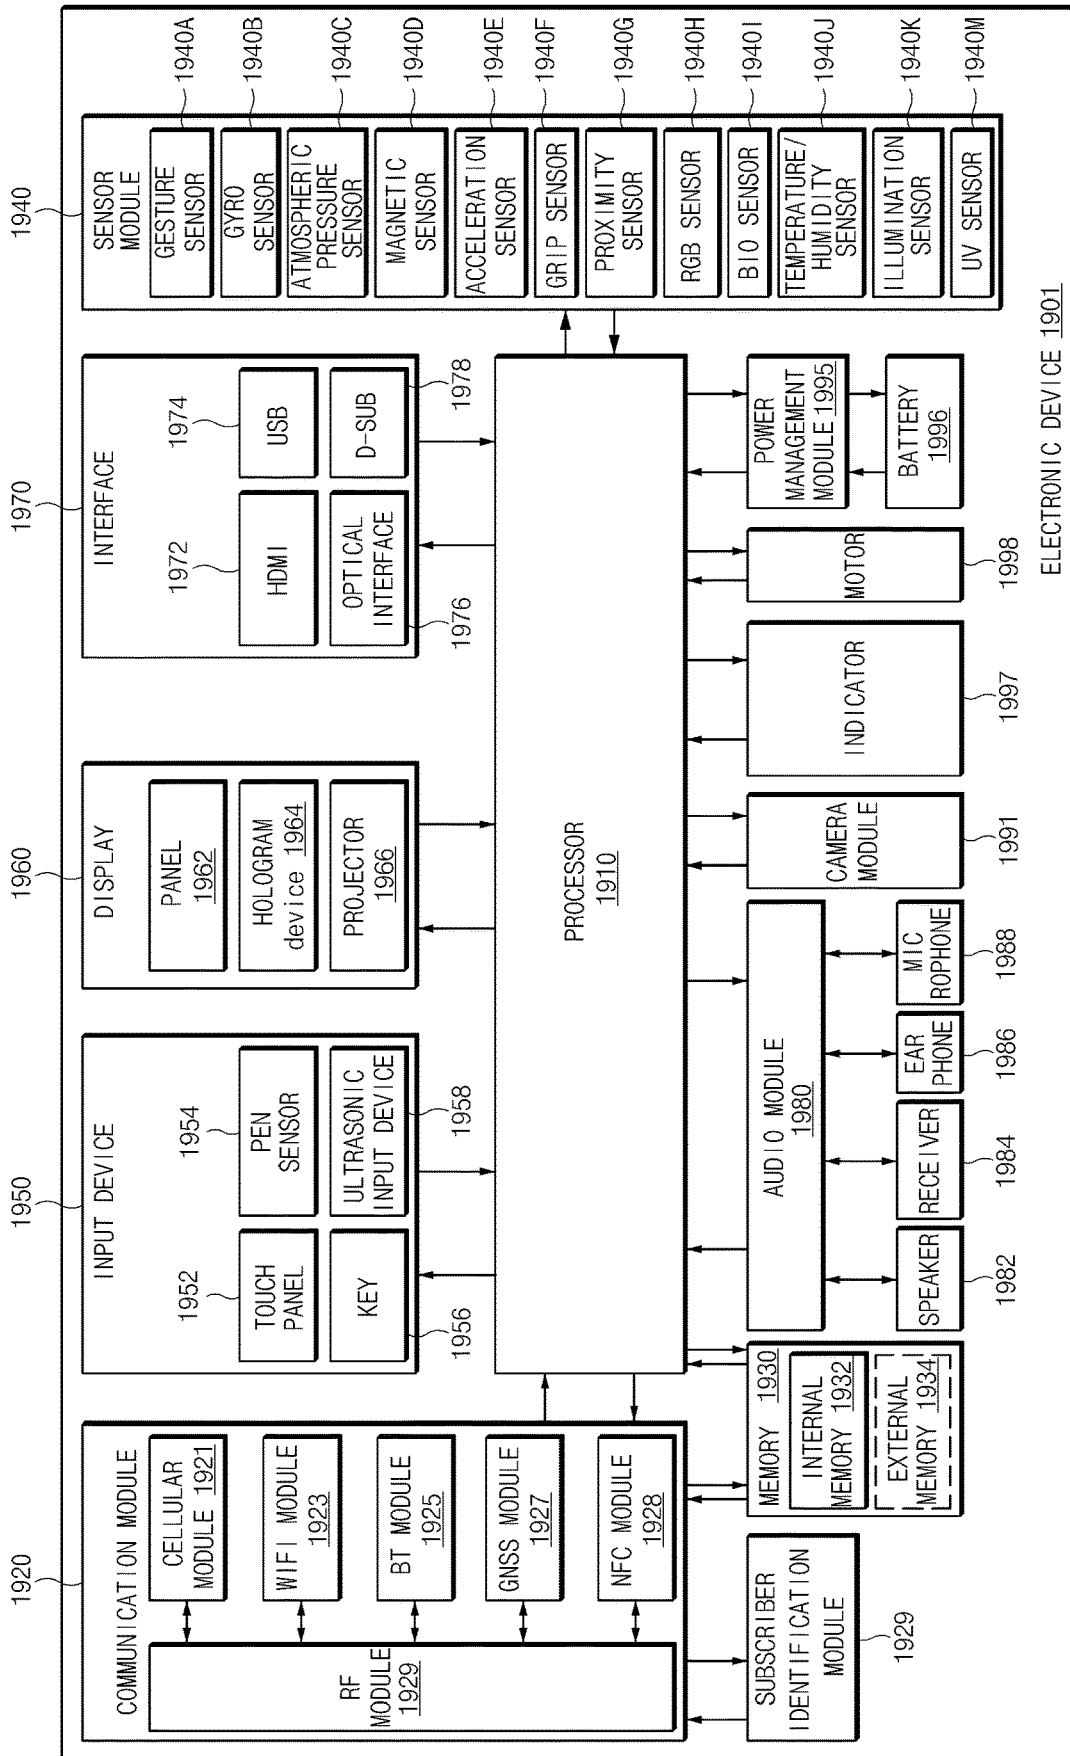 ELECTRONIC DEVICE 1901
1920
COMMUNICATION MODULE
CELLULAR
MODULE 1921
WIFI MODULE
1923
BT MODULE
1925
GNSS MODULE
1927
NFC MODULE
1928
RF
MODULE
1929
SUBSCRIBER
IDENTIFICATION
MODULE
1929
MEMORY 1930
INTERNAL
MEMORY 1932
EXTERNAL
MEMORY 1934
1950
INPUT DEVICE
1952
TOUCH
PANEL
1954
PEN
SENSOR
KEY
1956
ULTRASONIC
INPUT DEVICE
1958
1960
DISPLAY
PANEL
1962
HOLOGRAM
device 1964
PROJECTOR
1966
1970
INTERFACE
1972
HDMI
1974
USB
OPTICAL
INTERFACE
1976
D-SUB
1978
1940
SENSOR
MODULE
GESTURE
SENSOR
1940A
GYRO
SENSOR
1940B
ATMOSPHERIC
PRESSURE
SENSOR
1940C
MAGNETIC
SENSOR
1940D
ACCELERATION
SENSOR
1940E
GRIP SENSOR
1940F
PROXIMITY
SENSOR
1940G
RGB SENSOR
1940H
BIO SENSOR
1940I
TEMPERATURE/
HUMIDITY
SENSOR
1940J
ILLUMINATION
SENSOR
1940K
UV SENSOR
1940M
PROCESSOR
1910
AUDIO MODULE
1980
SPEAKER
1982
RECEIVER
1984
EAR
PHONE
1986
MIC
ROPHONE
1988
CAMERA
MODULE
1991
INDICATOR
1997
MOTOR
1998
POWER
MANAGEMENT
MODULE 1995
BATTERY
1996